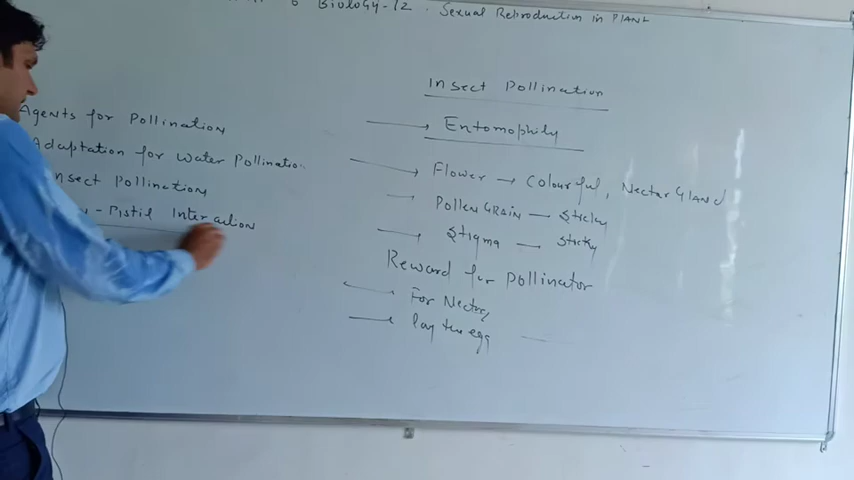 6 Biology-12. Sexual Reproduction in PLANT
Agents for Pollination
Adaptation for Water Pollination
Insect Pollination
- Pistil Interaction
Insect Pollination
→ Entomophily
→ Flower → Colourful, Nectar Gland
→ Pollen GRAIN — Sticky
→ Stigma — Sticky
Reward for Pollinator
→ For Nectar
→ lay the egg